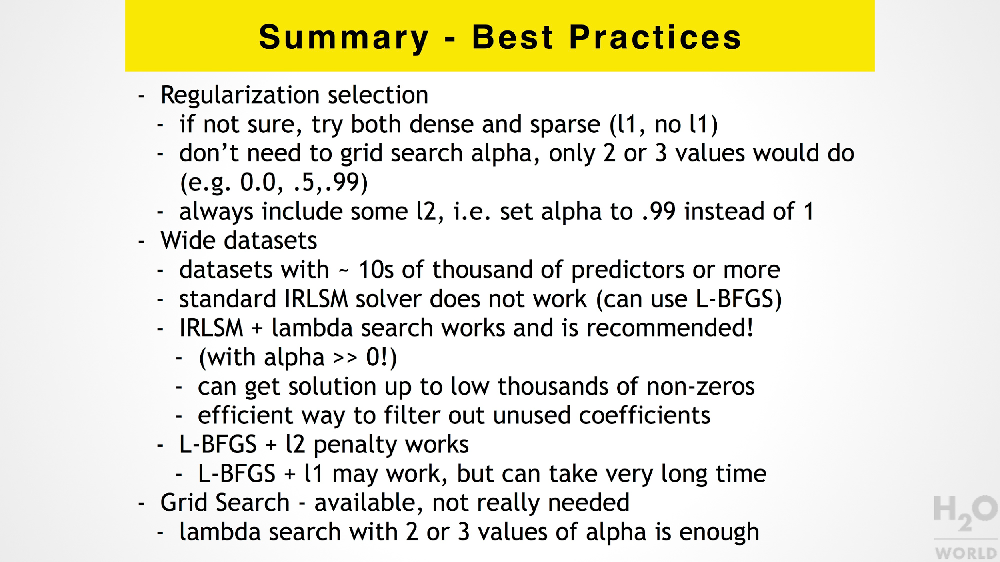 Summary - Best Practices
- Regularization selection
- if not sure, try both dense and sparse (l1, no l1)
- don’t need to grid search alpha, only 2 or 3 values would do
(e.g. 0.0, .5,.99)
- always include some l2, i.e. set alpha to .99 instead of 1
- Wide datasets
- datasets with ~ 10s of thousand of predictors or more
- standard IRLSM solver does not work (can use L-BFGS)
- IRLSM + lambda search works and is recommended!
- (with alpha >> 0!)
- can get solution up to low thousands of non-zeros
- efficient way to filter out unused coefficients
- L-BFGS + l2 penalty works
- L-BFGS + l1 may work, but can take very long time
- Grid Search - available, not really needed
- lambda search with 2 or 3 values of alpha is enough
H2O
WORLD